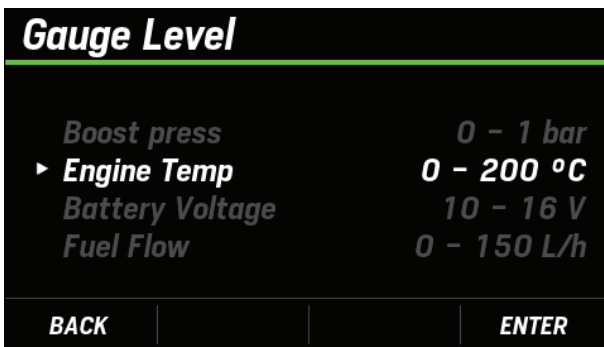 Gauge Level
Boost press 0 - 1 bar
Engine Temp 0 - 200 ºC
Battery Voltage 10 - 16 V
Fuel Flow 0 - 150 L/h
BACK ENTER